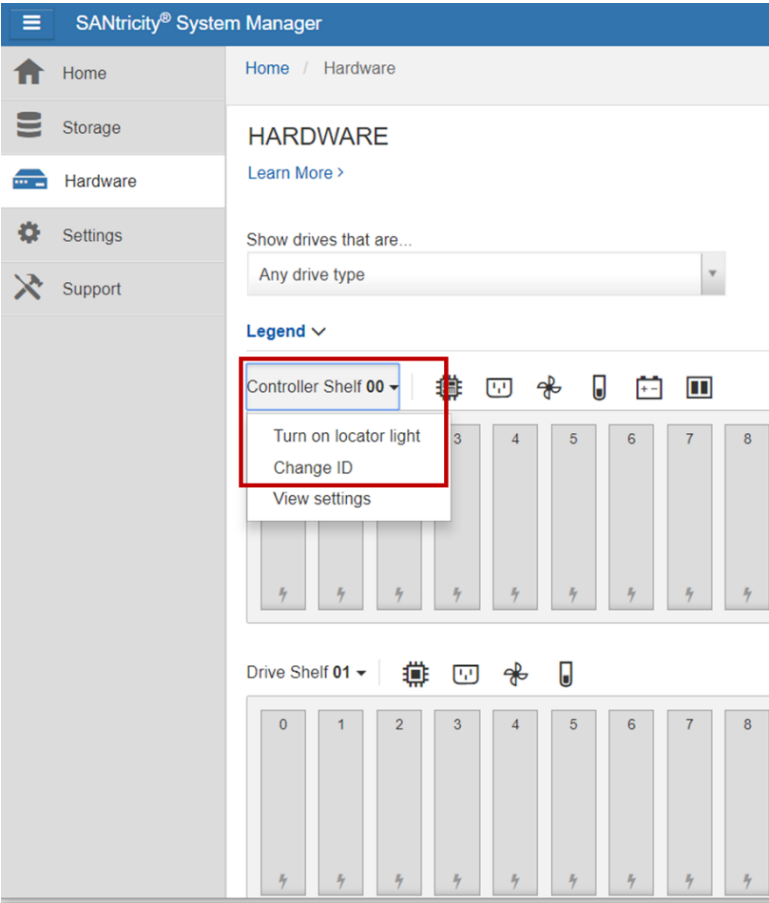 SANtricity® System Manager
Home
Storage
Hardware
Settings
Support
Home / Hardware
HARDWARE
Learn More >
Show drives that are...
Any drive type
Legend
Controller Shelf 00
Turn on locator light
Change ID
View settings
3 4 5 6 7 8
Drive Shelf 01
0 1 2 3 4 5 6 7 8